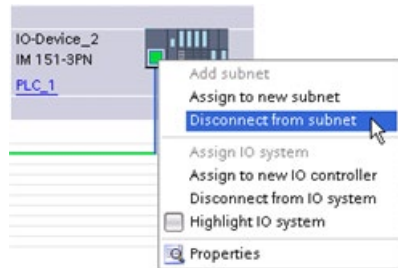 IO-Device_2
IM 151-3PN
PLC_1
Add subnet
Assign to new subnet
Disconnect from subnet
Assign IO system
Assign to new IO controller
Disconnect from IO system
Highlight IO system
Properties